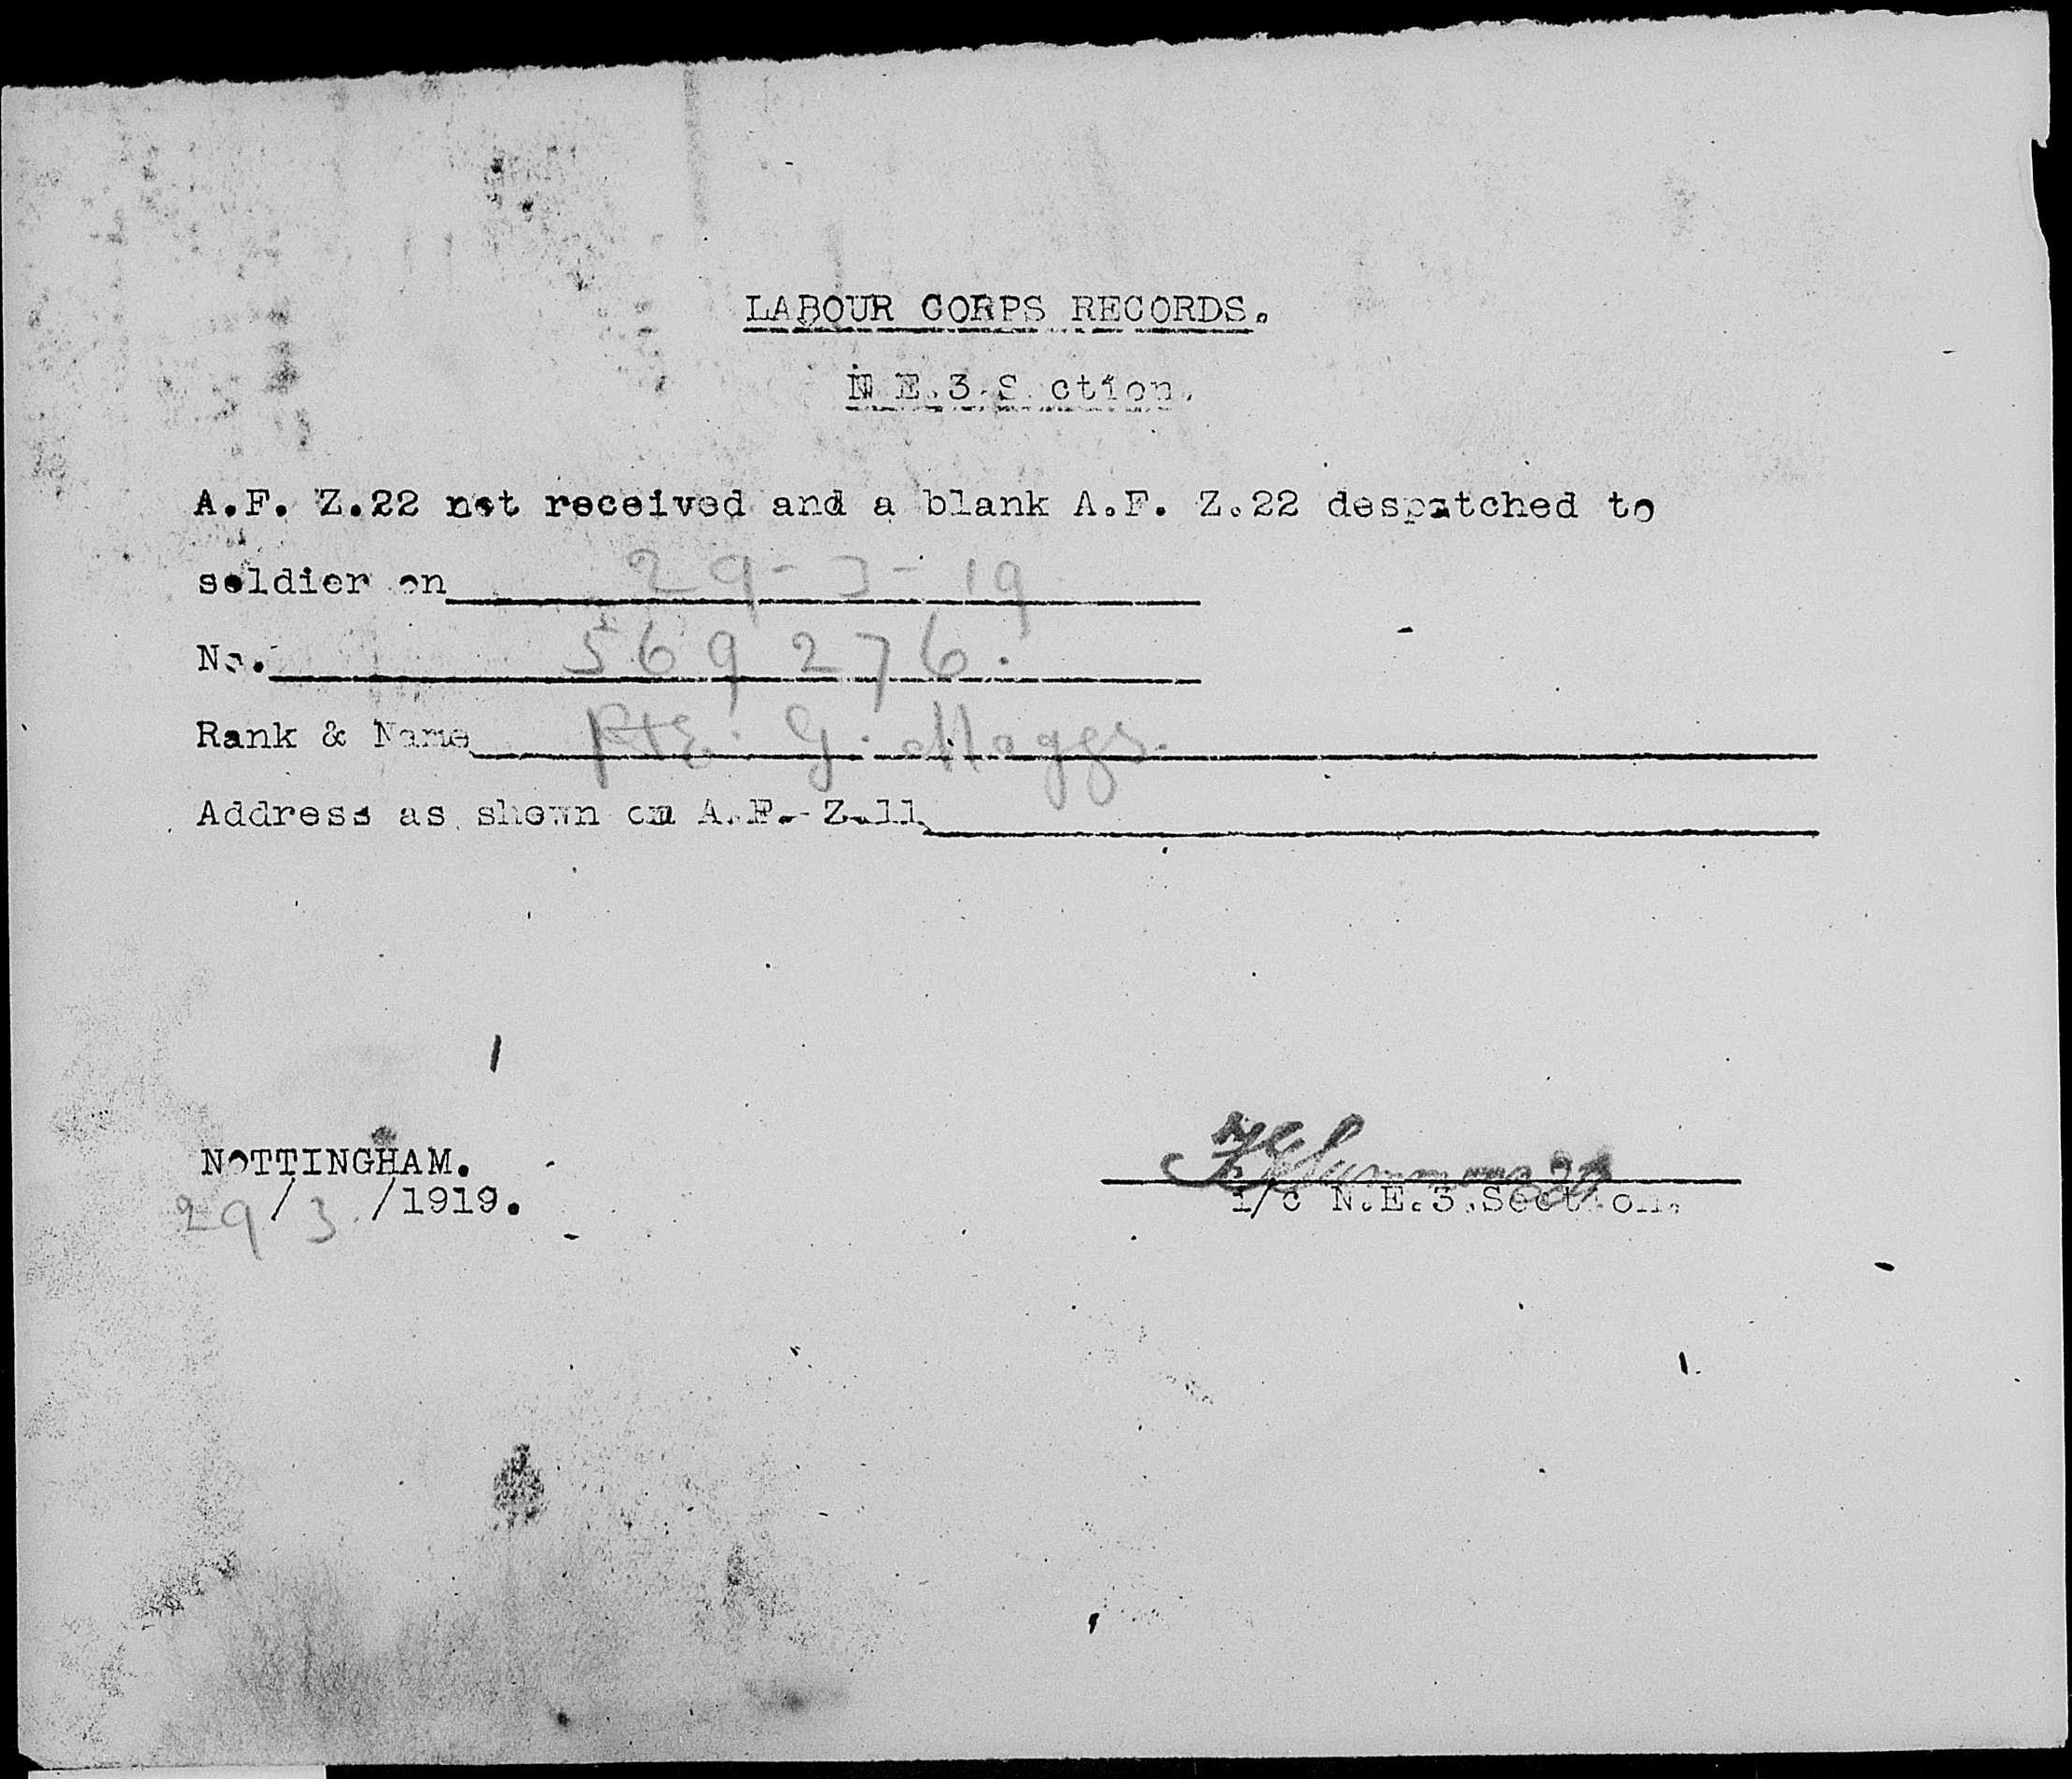 LABOUR CORPS RECORDS.
N.E.3.Section.
A.F. Z.22 not received and a blank A.F. Z.22 despatched to
soldier on 29-3-19
No. 569276.
Rank & Name Pte. G. Maggs.
Address as shown on A.F. Z.11
NOTTINGHAM.
29/3/1919.
i/c N.E.3.Section.